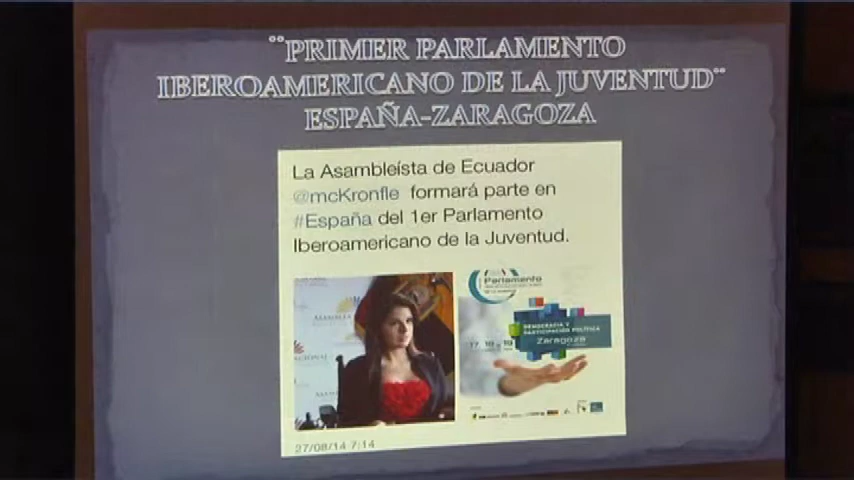 ¨PRIMER PARLAMENTO
IBEROAMERICANO DE LA JUVENTUD¨
ESPAÑA-ZARAGOZA
La Asambleísta de Ecuador
@mcKronfle formará parte en
#España del 1er Parlamento
Iberoamericano de la Juventud.
Parlamento
DEMOCRACIA Y
PARTICIPACIÓN POLÍTICA
Zaragoza
27/08/14 7:14